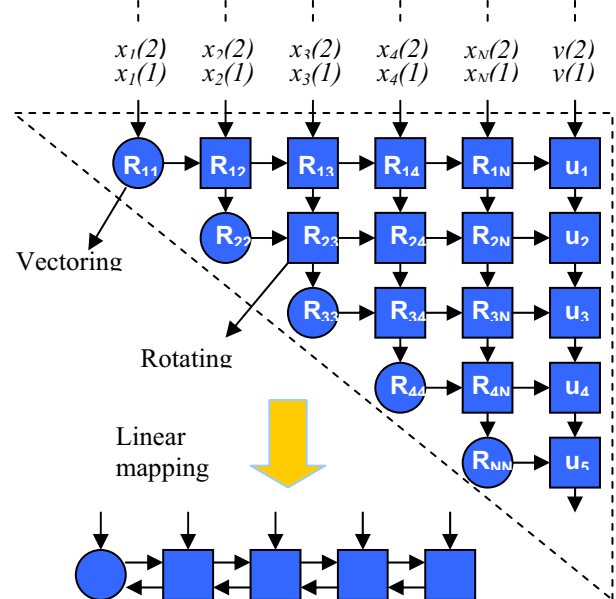 x1(2) x2(2) x3(2) x4(2) xN(2) y(2)
x1(1) x2(1) x3(1) x4(1) xN(1) y(1)
R11 R12 R13 R14 R1N u1
R22 R23 R24 R2N u2
Vectoring
R33 R34 R3N u3
Rotating
R44 R4N u4
Linear
mapping
RNN u5